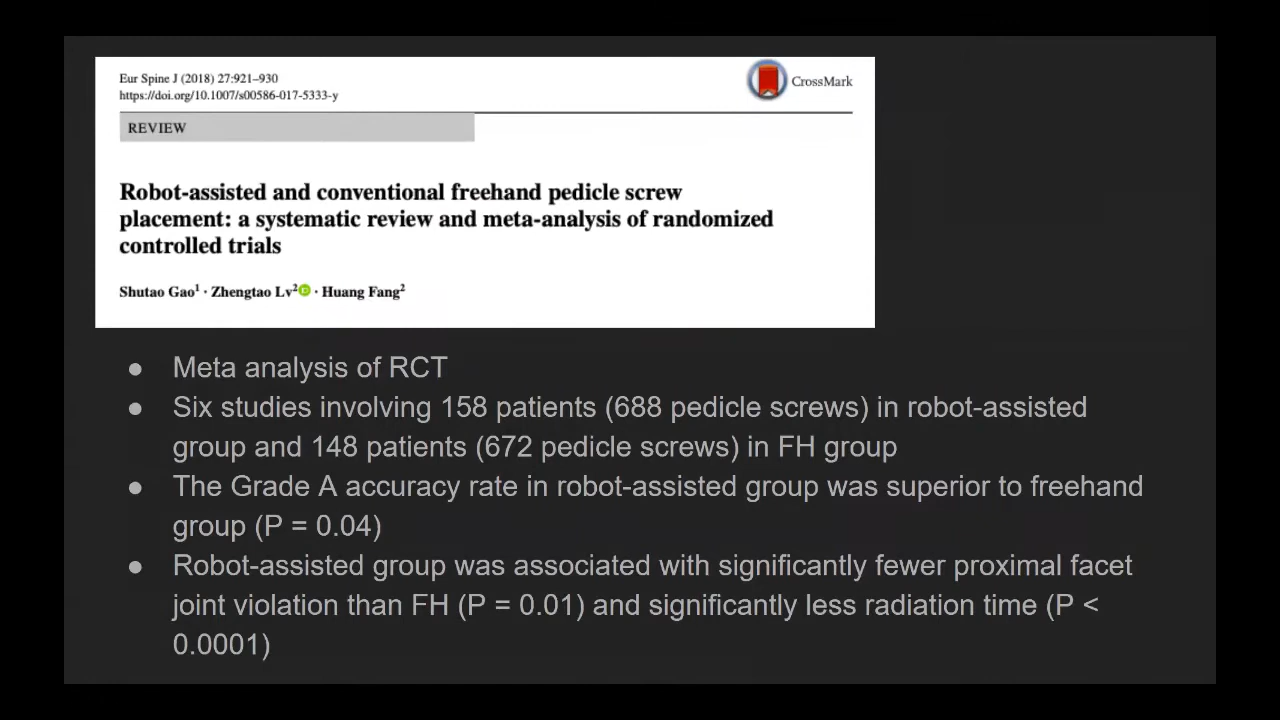 Eur Spine J (2018) 27:921–930
https://doi.org/10.1007/s00586-017-5333-y
CrossMark
REVIEW
Robot-assisted and conventional freehand pedicle screw
placement: a systematic review and meta-analysis of randomized
controlled trials
Shutao Gao1 · Zhengtao Lv2 · Huang Fang2
● Meta analysis of RCT
● Six studies involving 158 patients (688 pedicle screws) in robot-assisted
group and 148 patients (672 pedicle screws) in FH group
● The Grade A accuracy rate in robot-assisted group was superior to freehand
group (P = 0.04)
● Robot-assisted group was associated with significantly fewer proximal facet
joint violation than FH (P = 0.01) and significantly less radiation time (P <
0.0001)